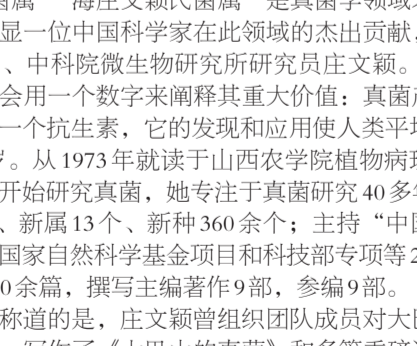 海庄文颖氏菌属 是真菌学领域
显一位中国科学家在此领域的杰出贡献，
、中科院微生物研究所研究员庄文颖。
会用一个数字来阐释其重大价值：真菌
一个抗生素，它的发现和应用使人类平
。从1973年就读于山西农学院植物病
开始研究真菌，她专注于真菌研究40多
、新属13个、新种360余个；主持“中国
国家自然科学基金项目和科技部专项等2
0余篇，撰写主编著作9部，参编9部。
称道的是，庄文颖曾组织团队成员对大